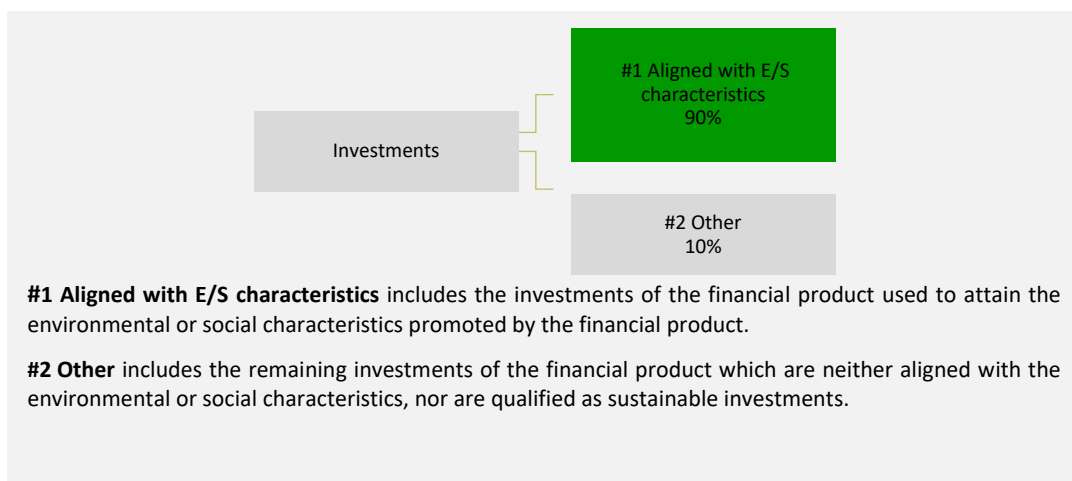 #1 Aligned with E/S
characteristics
90%
Investments
#2 Other
10%
#1 Aligned with E/S characteristics includes the investments of the financial product used to attain the
environmental or social characteristics promoted by the financial product.
#2 Other includes the remaining investments of the financial product which are neither aligned with the
environmental or social characteristics, nor are qualified as sustainable investments.